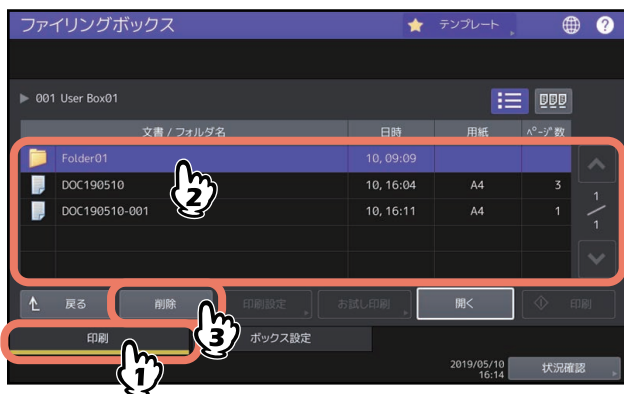 ファイリングボックス
テンプレート
?
001 User Box01
文書 / フォルダ名 日時 用紙 ページ数
Folder01 10, 09:09
DOC190510 10, 16:04 A4 3
DOC190510-001 10, 16:11 A4 1
1
1
2
戻る 削除 印刷設定 お試し印刷 開く 印刷
3
印刷 ボックス設定
1
2019/05/10
16:14
状況確認